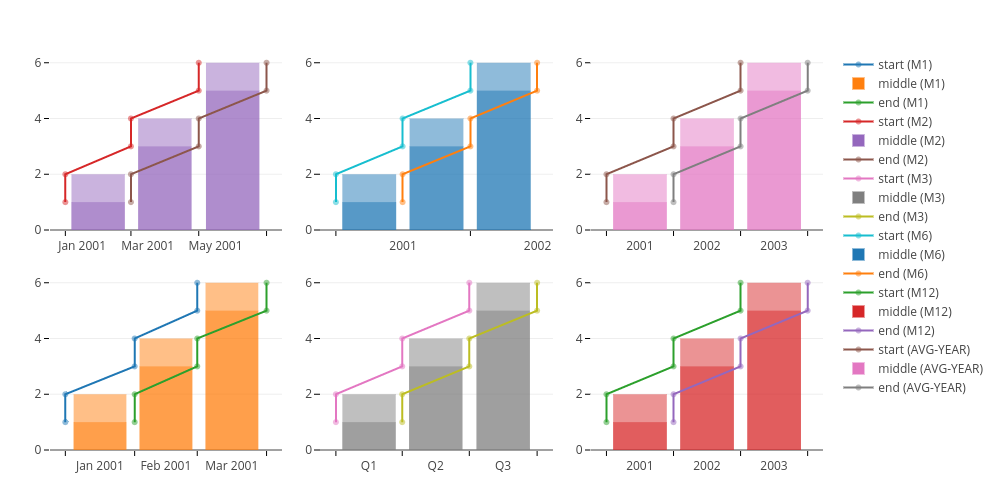 6
4
2
0
Jan 2001 Mar 2001 May 2001
6
4
2
0
2001 2002
6
4
2
0
2001 2002 2003
6
4
2
0
Jan 2001 Feb 2001 Mar 2001
6
4
2
0
Q1 Q2 Q3
6
4
2
0
2001 2002 2003
start (M1)
middle (M1)
end (M1)
start (M2)
middle (M2)
end (M2)
start (M3)
middle (M3)
end (M3)
start (M6)
middle (M6)
end (M6)
start (M12)
middle (M12)
end (M12)
start (AVG-YEAR)
middle (AVG-YEAR)
end (AVG-YEAR)